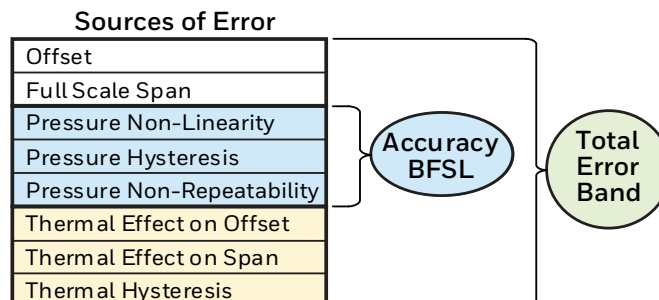 Sources of Error
Offset
Full Scale Span
Pressure Non-Linearity
Pressure Hysteresis
Pressure Non-Repeatability
Thermal Effect on Offset
Thermal Effect on Span
Thermal Hysteresis
Accuracy
BFSL
Total
Error
Band